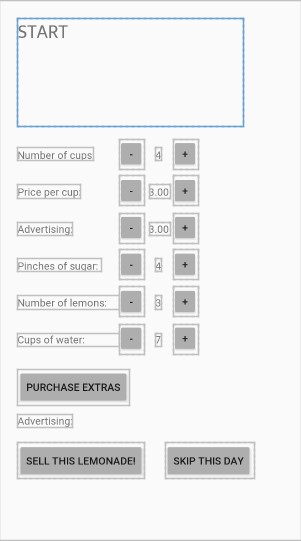 START
Number of cups - 4 +
Price per cup: - 3.00 +
Advertising: - 3.00 +
Pinches of sugar: - 4 +
Number of lemons: - 3 +
Cups of water: - 7 +
PURCHASE EXTRAS
Advertising:
SELL THIS LEMONADE! SKIP THIS DAY